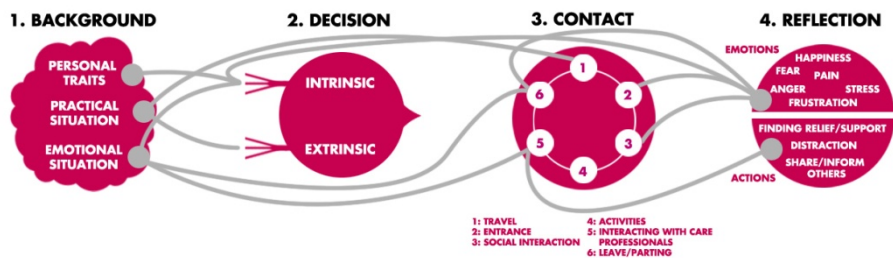 1. BACKGROUND
2. DECISION
3. CONTACT
4. REFLECTION
PERSONAL
TRAITS
PRACTICAL
SITUATION
EMOTIONAL
SITUATION
INTRINSIC
EXTRINSIC
1
2
3
4
5
6
EMOTIONS
HAPPINESS
FEAR
PAIN
ANGER
STRESS
FRUSTRATION
FINDING RELIEF/SUPPORT
DISTRACTION
SHARE/INFORM
OTHERS
ACTIONS
1: TRAVEL
2: ENTRANCE
3: SOCIAL INTERACTION
4: ACTIVITIES
5: INTERACTING WITH CARE
PROFESSIONALS
6: LEAVE/PARTING